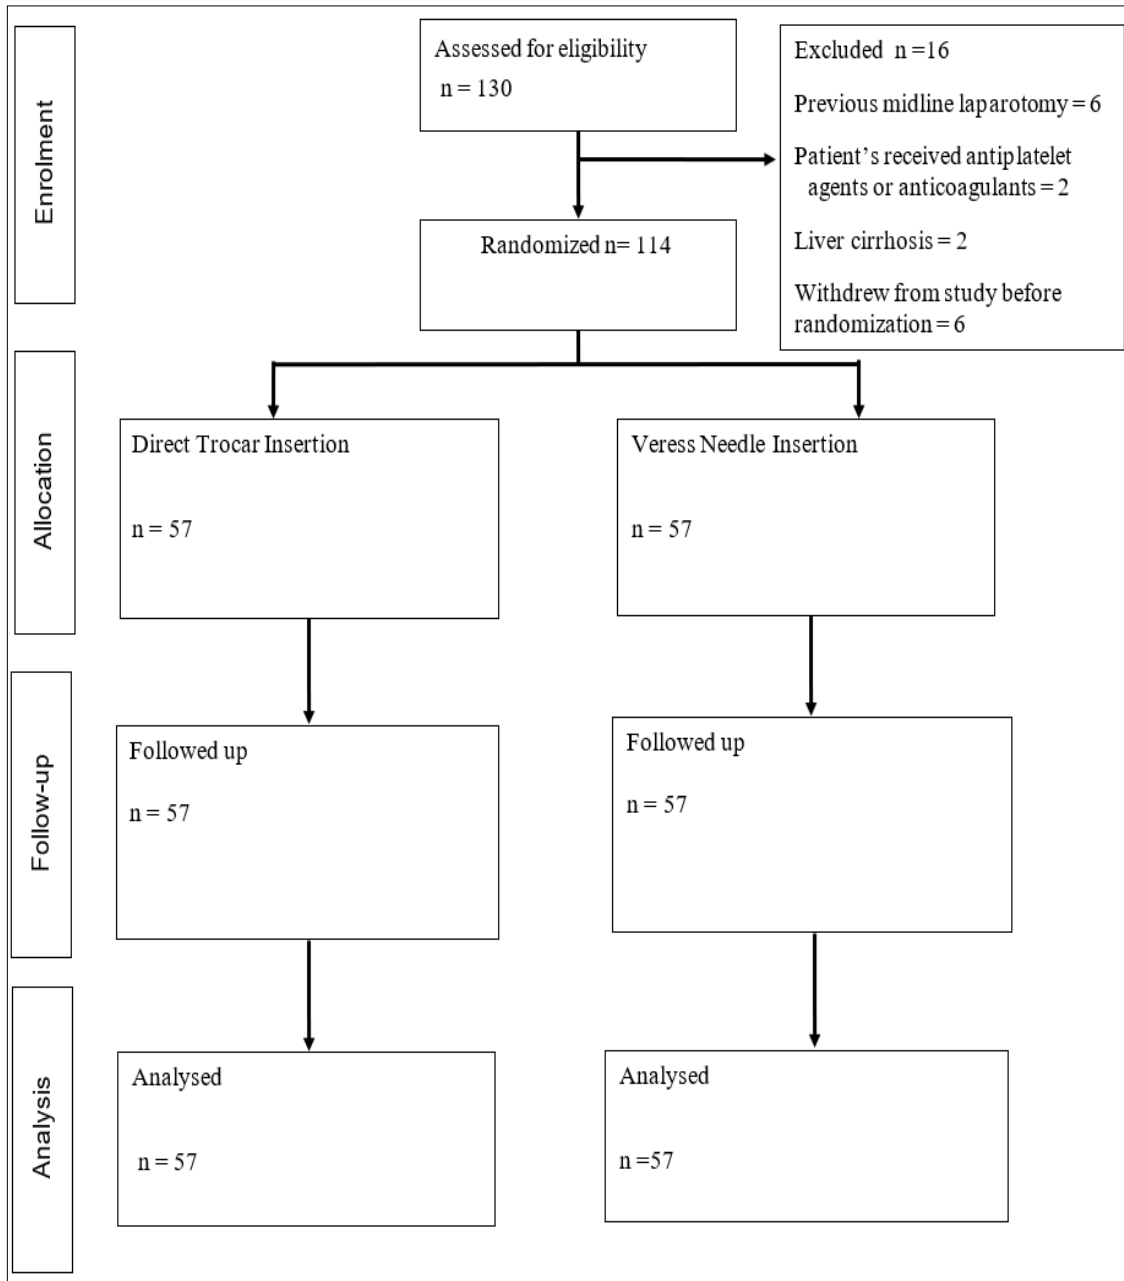 Enrolment
Assessed for eligibility
n = 130
Excluded n =16
Previous midline laparotomy = 6
Patient’s received antiplatelet
agents or anticoagulants = 2
Liver cirrhosis = 2
Withdrew from study before
randomization = 6
Randomized n= 114
Allocation
Direct Trocar Insertion
n = 57
Veress Needle Insertion
n = 57
Follow-up
Followed up
n = 57
Followed up
n = 57
Analysis
Analysed
n = 57
Analysed
n =57